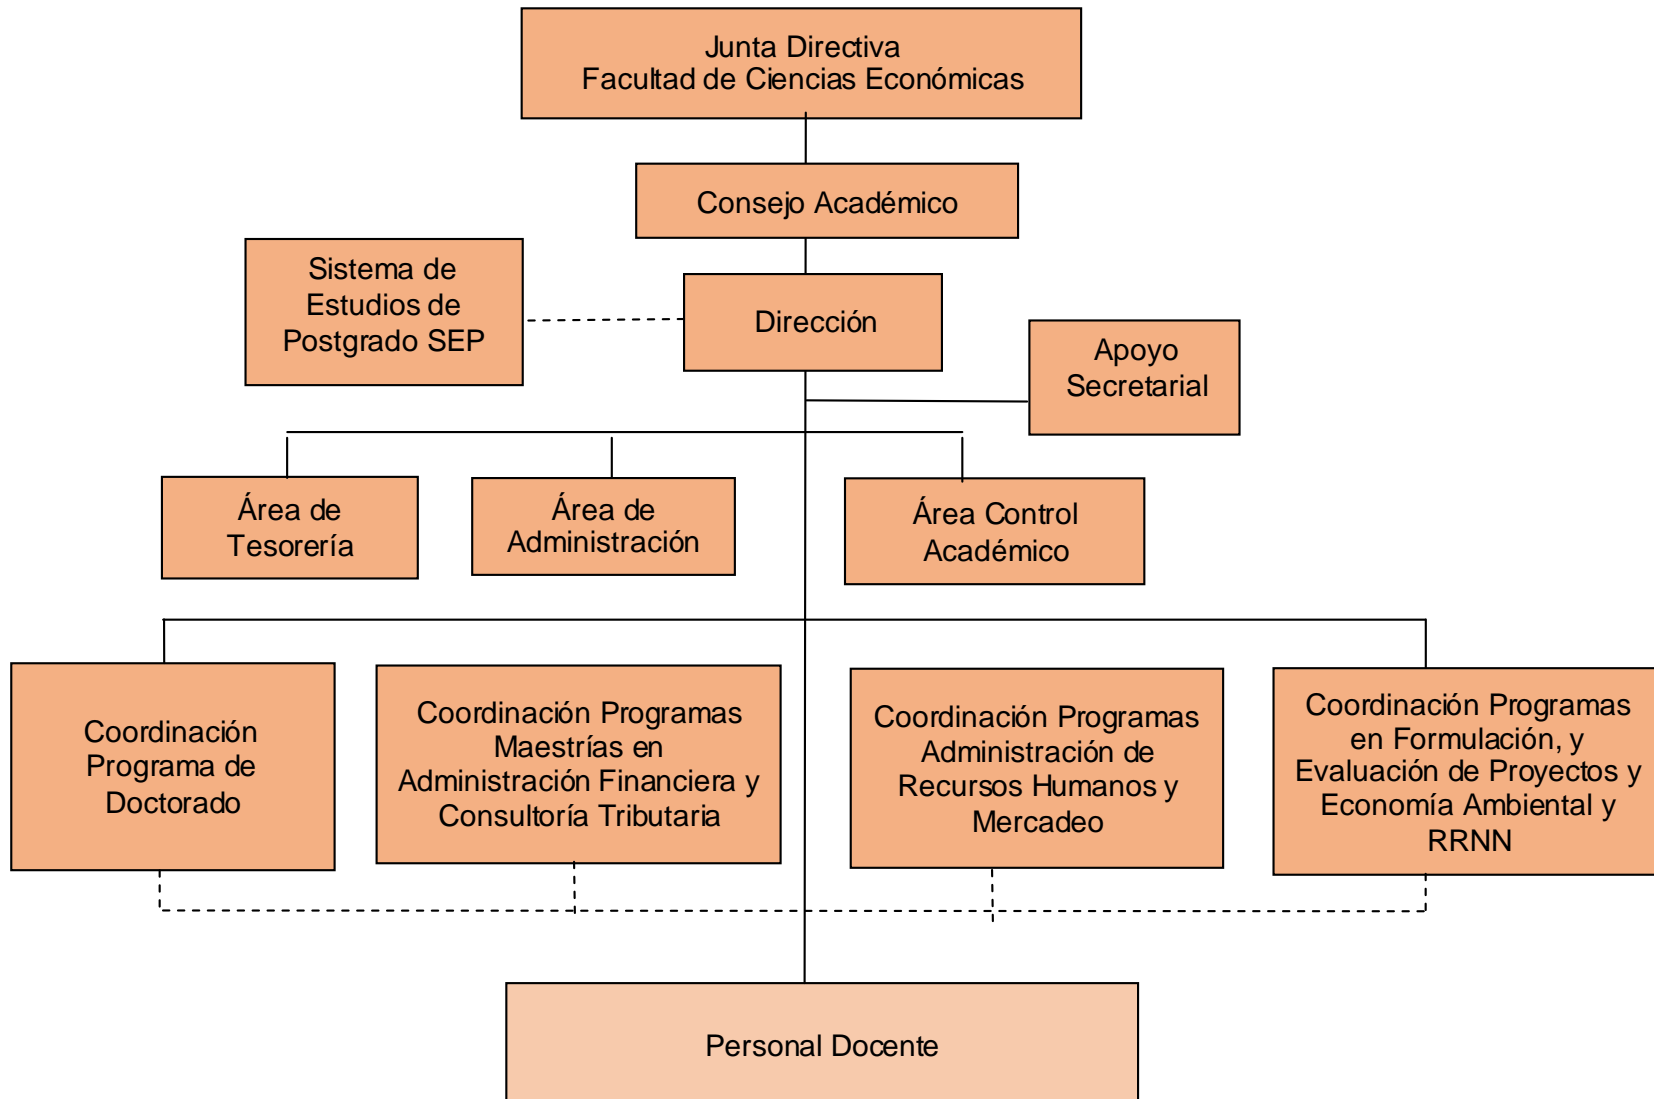 Junta Directiva
Facultad de Ciencias Económicas
Consejo Académico
Sistema de
Estudios de
Postgrado SEP
Dirección
Apoyo
Secretarial
Área de
Tesorería
Área de
Administración
Área Control
Académico
Coordinación
Programa de
Doctorado
Coordinación Programas
Maestrías en
Administración Financiera y
Consultoría Tributaria
Coordinación Programas
Administración de
Recursos Humanos y
Mercadeo
Coordinación Programas
en Formulación, y
Evaluación de Proyectos y
Economía Ambiental y
RRNN
Personal Docente